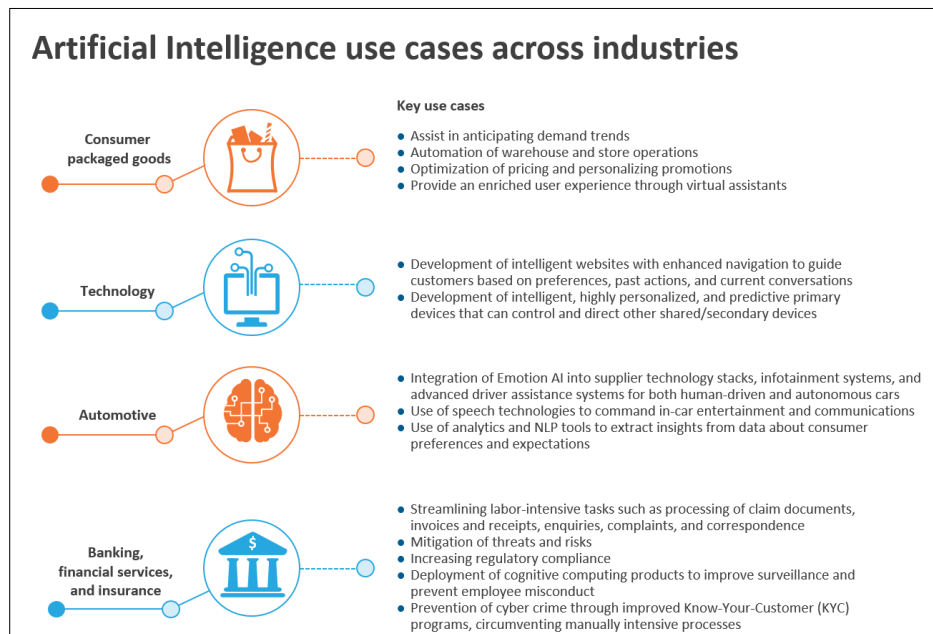 Artificial Intelligence use cases across industries
Key use cases
Consumer
packaged goods
● Assist in anticipating demand trends
● Automation of warehouse and store operations
● Optimization of pricing and personalizing promotions
● Provide an enriched user experience through virtual assistants
Technology
● Development of intelligent websites with enhanced navigation to guide
customers based on preferences, past actions, and current conversations
● Development of intelligent, highly personalized, and predictive primary
devices that can control and direct other shared/secondary devices
Automotive
● Integration of Emotion AI into supplier technology stacks, infotainment systems, and
advanced driver assistance systems for both human-driven and autonomous cars
● Use of speech technologies to command in-car entertainment and communications
● Use of analytics and NLP tools to extract insights from data about consumer
preferences and expectations
Banking,
financial services,
and insurance
$
● Streamlining labor-intensive tasks such as processing of claim documents,
invoices and receipts, enquiries, complaints, and correspondence
● Mitigation of threats and risks
● Increasing regulatory compliance
● Deployment of cognitive computing products to improve surveillance and
prevent employee misconduct
● Prevention of cyber crime through improved Know-Your-Customer (KYC)
programs, circumventing manually intensive processes